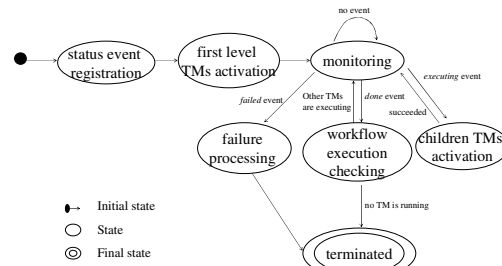 no event
status event
registration
first level
TMs activation
monitoring
executing event
failed event
Other TMs
are executing
done event
succeeded
failure
processing
workflow
execution
checking
children TMs
activation
Initial state
State
Final state
no TM is running
terminated